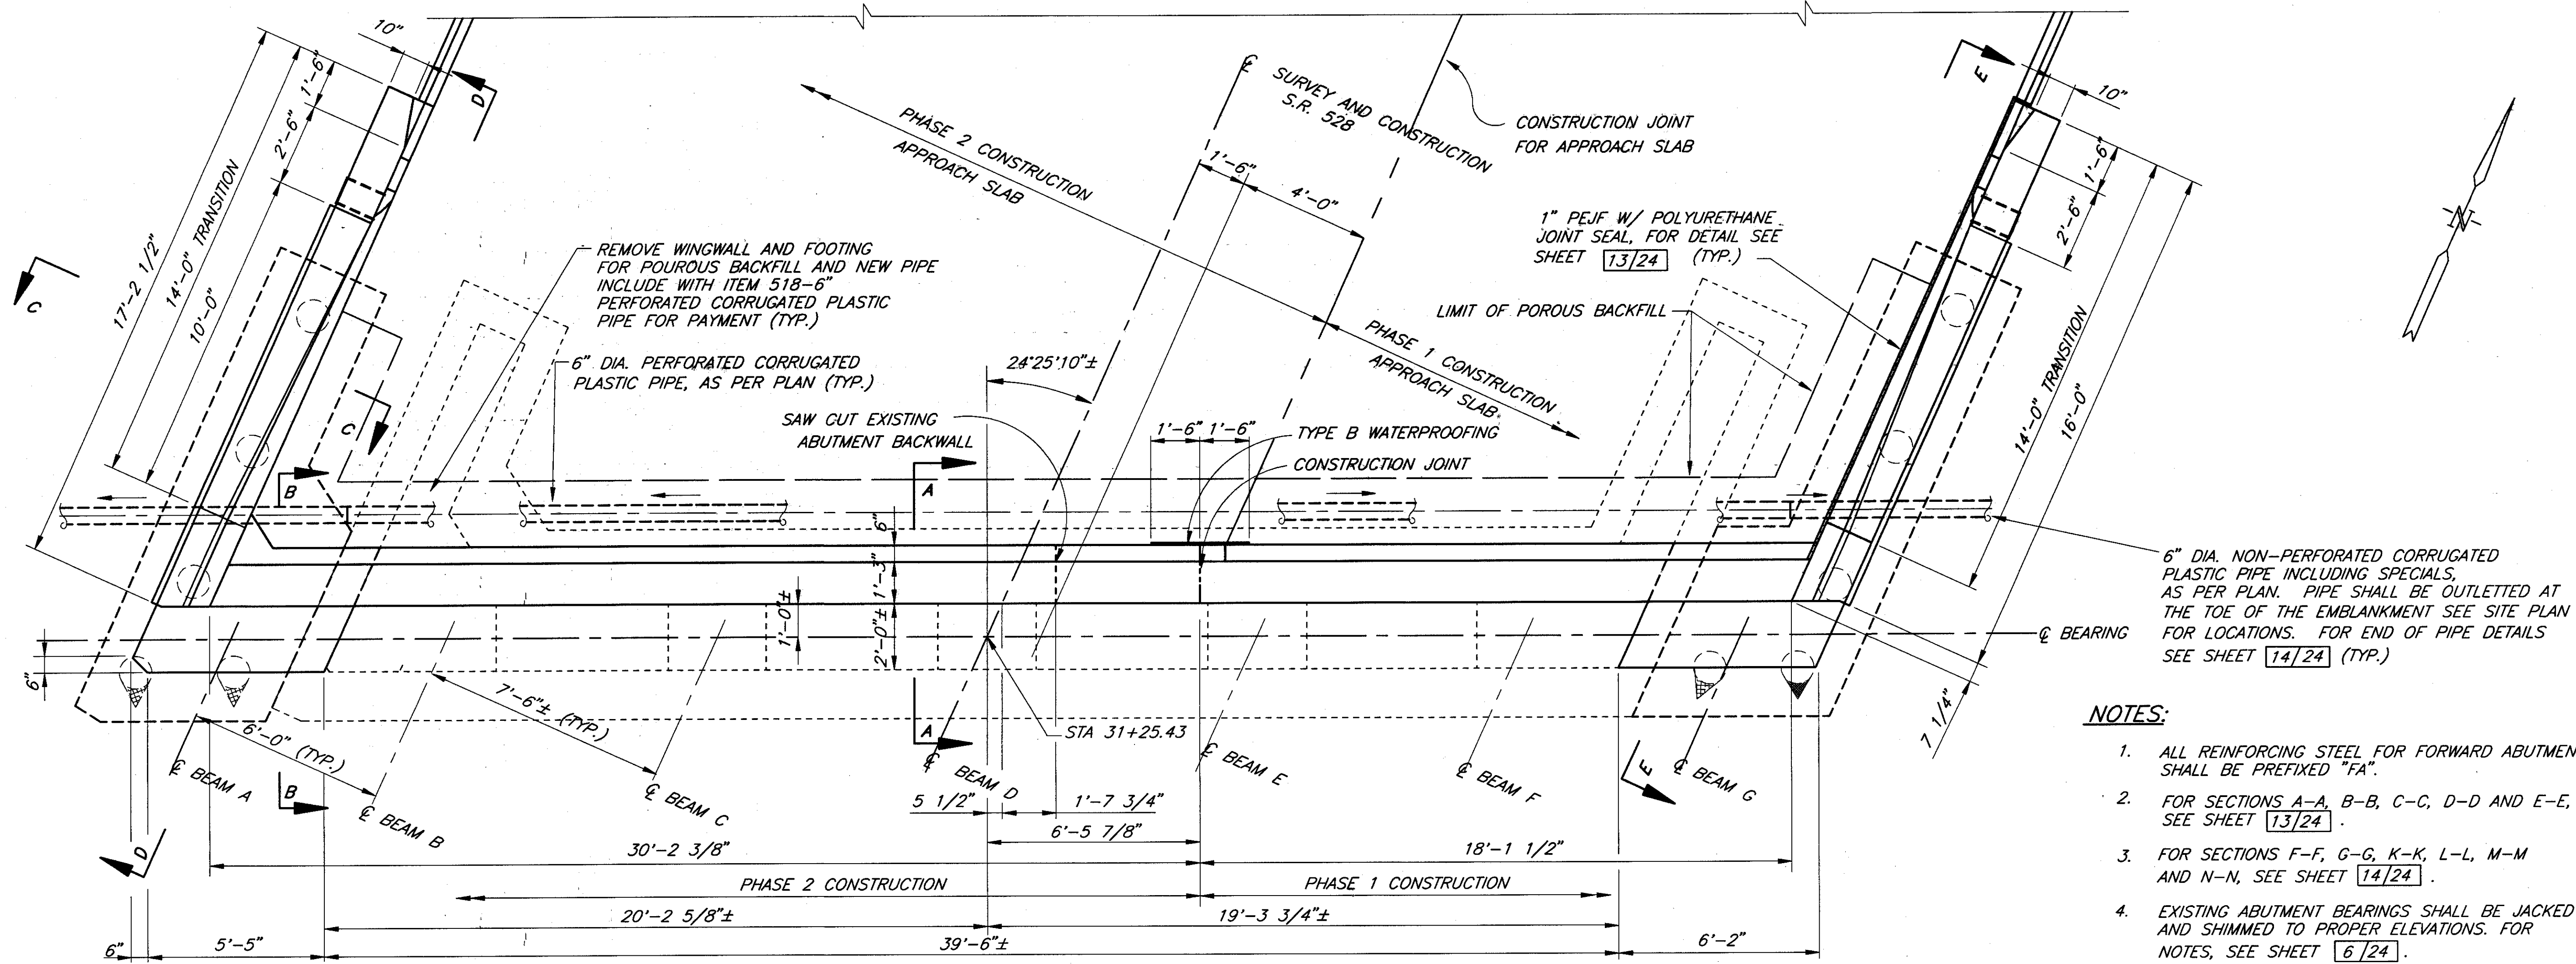 10"
1'-6"
2'-6"
17'-2 1/2"
14'-0" TRANSITION
10'-0"
D
C
C
B
PHASE 2 CONSTRUCTION
APPROACH SLAB
REMOVE WINGWALL AND FOOTING
FOR POUROUS BACKFILL AND NEW PIPE
INCLUDE WITH ITEM 518-6"
PERFORATED CORRUGATED PLASTIC
PIPE FOR PAYMENT (TYP.)
6" DIA. PERFORATED CORRUGATED
PLASTIC PIPE, AS PER PLAN (TYP.)
SAW CUT EXISTING
ABUTMENT BACKWALL
24°25'10"±
℄ SURVEY AND CONSTRUCTION
S.R. 528
1'-6"
4'-0"
CONSTRUCTION JOINT
FOR APPROACH SLAB
1" PEJF W/ POLYURETHANE
JOINT SEAL, FOR DETAIL SEE
SHEET 13/24 (TYP.)
LIMIT OF POROUS BACKFILL
PHASE 1 CONSTRUCTION
APPROACH SLAB
1'-6" 1'-6"
TYPE B WATERPROOFING
CONSTRUCTION JOINT
E
10"
1'-6"
2'-6"
14'-0" TRANSITION
16'-0"
7 1/4"
N
A
6"
1'-3"
1'-0"±
2'-0"±
6" DIA. NON-PERFORATED CORRUGATED
PLASTIC PIPE INCLUDING SPECIALS,
AS PER PLAN. PIPE SHALL BE OUTLETTED AT
THE TOE OF THE EMBLANKMENT SEE SITE PLAN
FOR LOCATIONS. FOR END OF PIPE DETAILS
SEE SHEET 14/24 (TYP.)
℄ BEARING
6"
7'-6"± (TYP.)
6'-0" (TYP.)
A
STA 31+25.43
℄ BEAM A
℄ BEAM B
℄ BEAM C
℄ BEAM D
℄ BEAM E
℄ BEAM F
℄ BEAM G
B
D
E
5 1/2"
1'-7 3/4"
6'-5 7/8"
30'-2 3/8"
18'-1 1/2"
PHASE 2 CONSTRUCTION
PHASE 1 CONSTRUCTION
20'-2 5/8"±
19'-3 3/4"±
6"
5'-5"
39'-6"±
6'-2"
NOTES:
1. ALL REINFORCING STEEL FOR FORWARD ABUTMEN
SHALL BE PREFIXED "FA".
2. FOR SECTIONS A-A, B-B, C-C, D-D AND E-E,
SEE SHEET 13/24 .
3. FOR SECTIONS F-F, G-G, K-K, L-L, M-M
AND N-N, SEE SHEET 14/24 .
4. EXISTING ABUTMENT BEARINGS SHALL BE JACKED
AND SHIMMED TO PROPER ELEVATIONS. FOR
NOTES, SEE SHEET 6/24 .